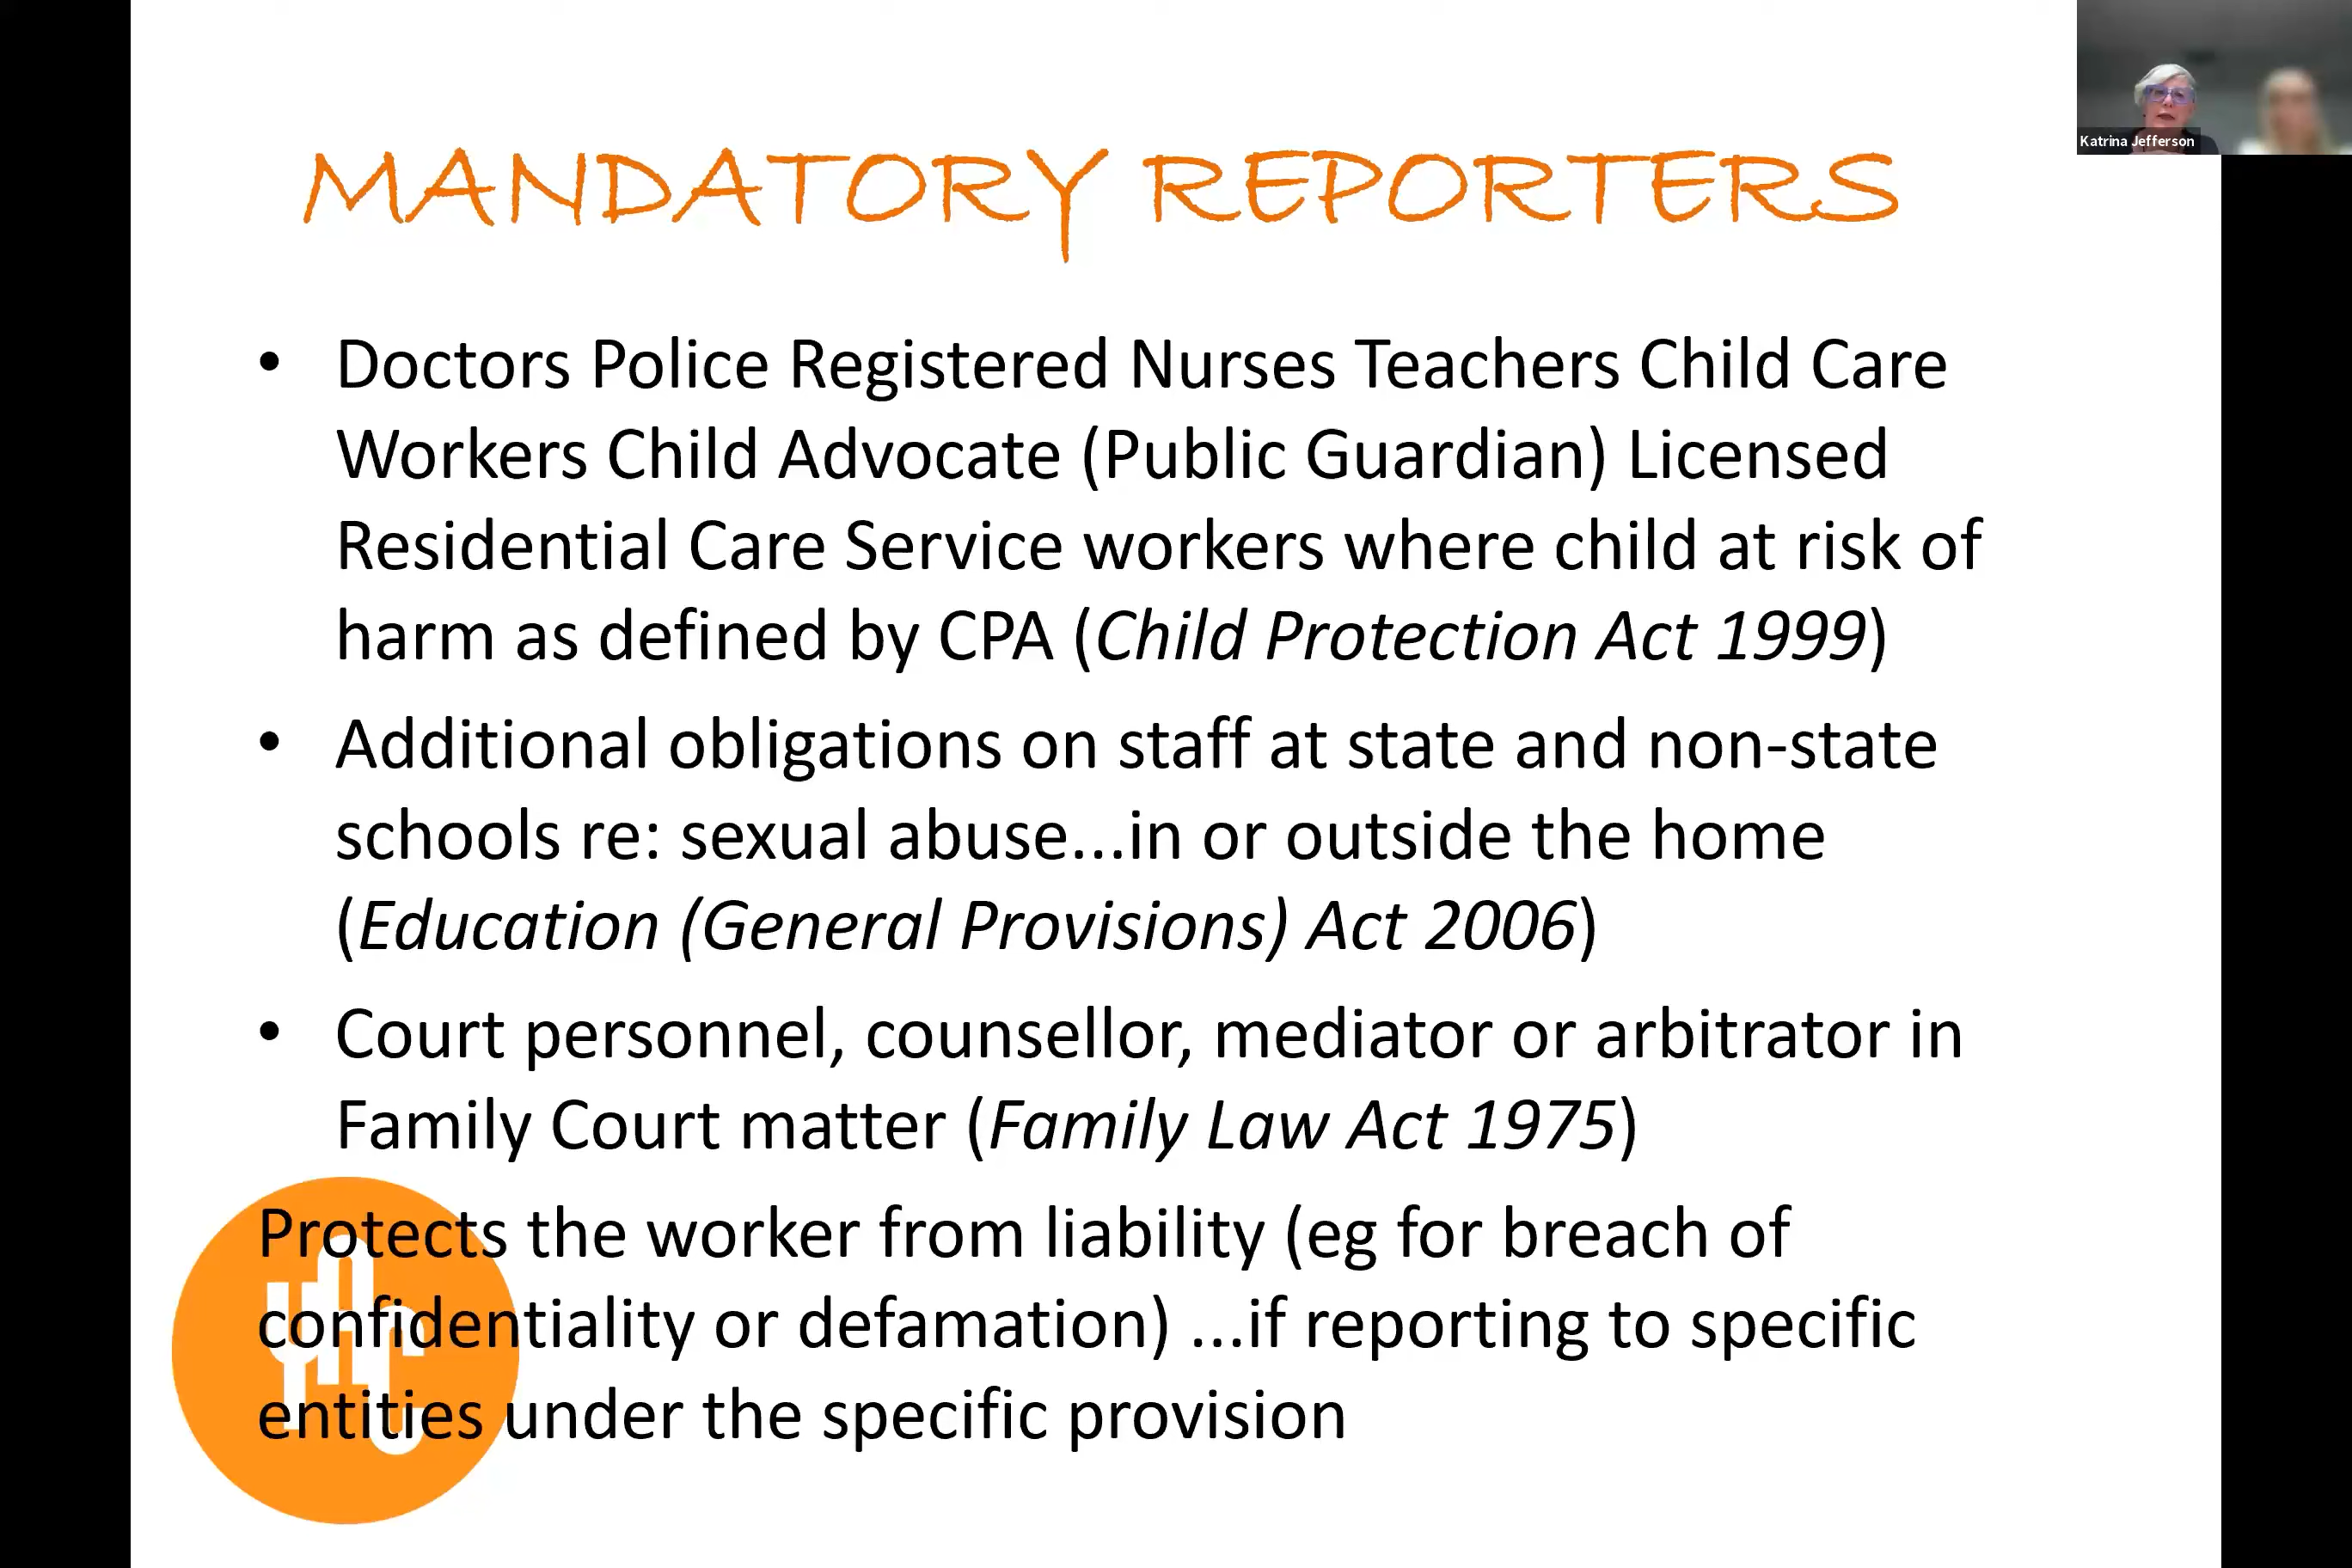 MANDATORY REPORTERS
Katrina Jefferson
• Doctors Police Registered Nurses Teachers Child Care
Workers Child Advocate (Public Guardian) Licensed
Residential Care Service workers where child at risk of
harm as defined by CPA (Child Protection Act 1999)
• Additional obligations on staff at state and non-state
schools re: sexual abuse...in or outside the home
(Education (General Provisions) Act 2006)
• Court personnel, counsellor, mediator or arbitrator in
Family Court matter (Family Law Act 1975)
Protects the worker from liability (eg for breach of
confidentiality or defamation) ...if reporting to specific
entities under the specific provision